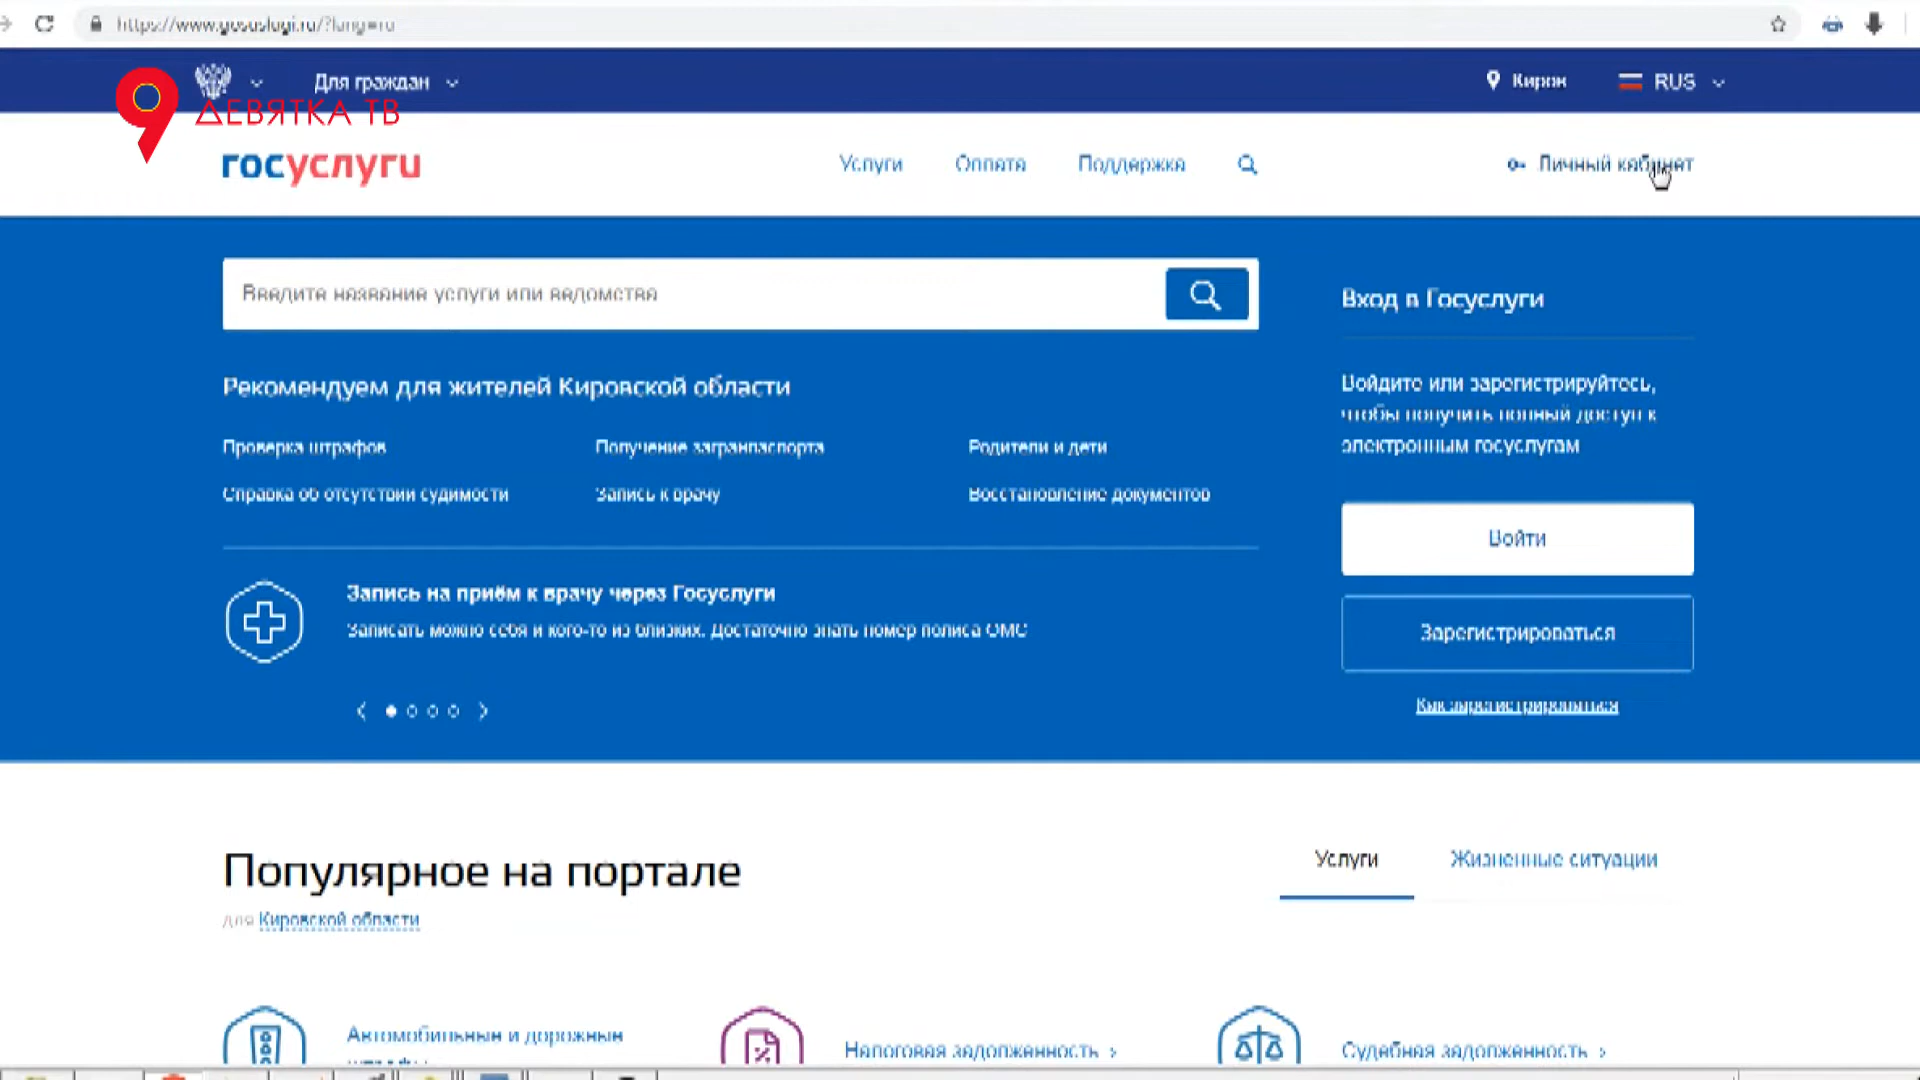 https://www.gosuslugi.ru/?lang=ru
Для граждан
Киров
RUS
9 ДЕВЯТКА ТВ
госуслуги
Услуги
Оплата
Поддержка
Личный кабинет
Введите название услуги или ведомства
Рекомендуем для жителей Кировской области
Проверка штрафов
Получение загранпаспорта
Родители и дети
Справка об отсутствии судимости
Запись к врачу
Восстановление документов
Запись на приём к врачу через Госуслуги
Записать можно себя и кого-то из близких. Достаточно знать номер полиса ОМС
Вход в Госуслуги
Войдите или зарегистрируйтесь,
чтобы получить полный доступ к
электронным госуслугам
Войти
Зарегистрироваться
Как зарегистрироваться
Популярное на портале
для Кировской области
Услуги
Жизненные ситуации
Автомобильные и дорожные
Налоговая задолженность
Судебная задолженность